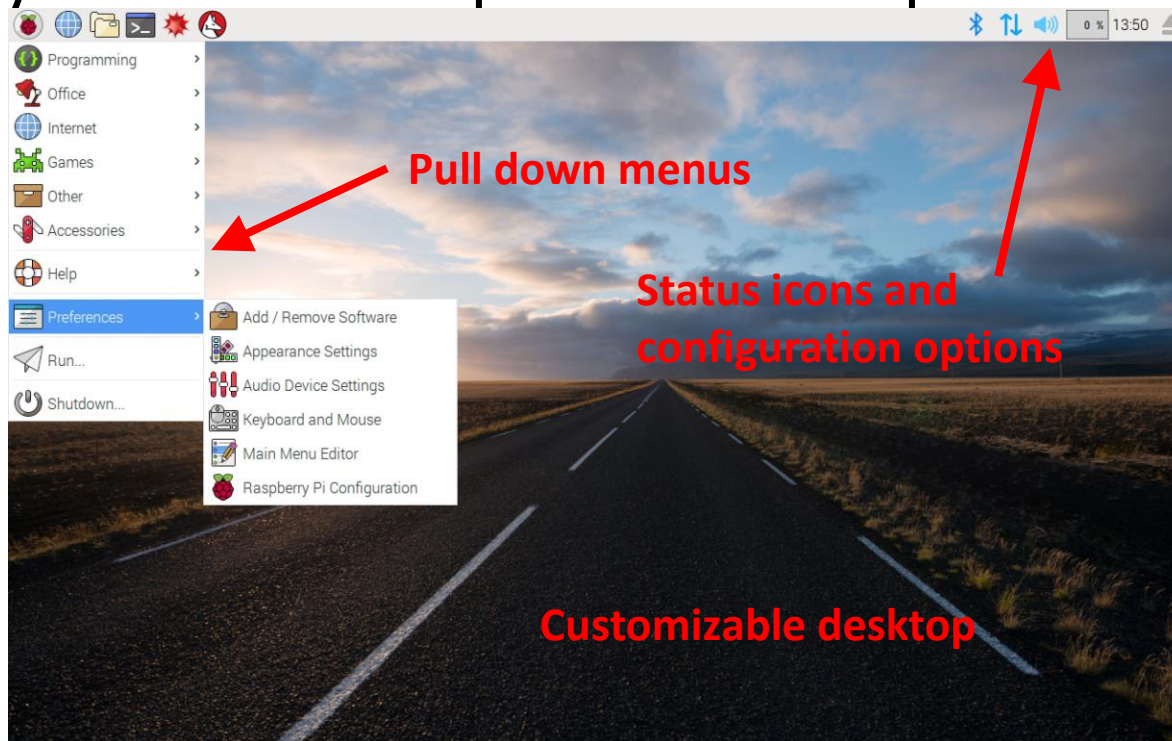 0 %
13:50
Programming
Office
Internet
Games
Other
Accessories
Help
Preferences
Run...
Shutdown...
Add / Remove Software
Appearance Settings
Audio Device Settings
Keyboard and Mouse
Main Menu Editor
Raspberry Pi Configuration
Pull down menus
Status icons and
configuration options
Customizable desktop